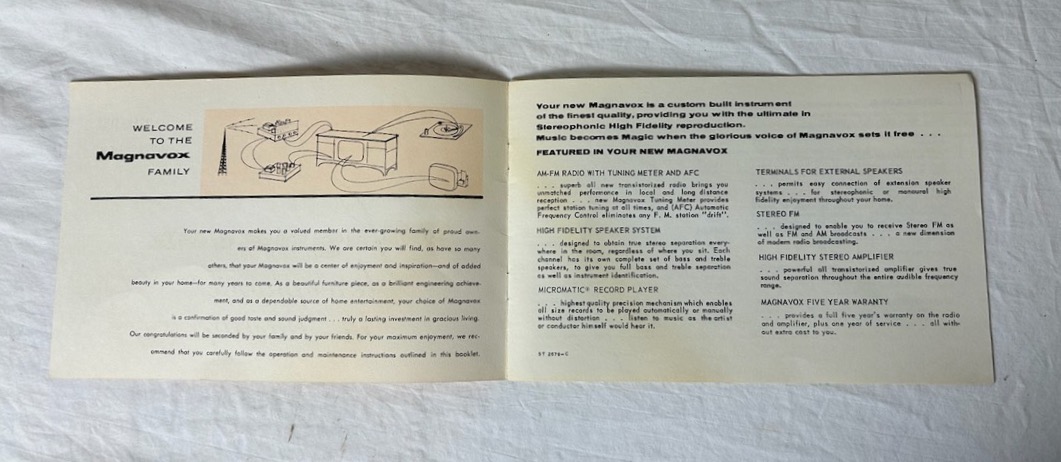 WELCOME
TO THE
Magnavox
FAMILY
Your new Magnavox makes you a valued member in the ever-growing family of proud own-
ers of Magnavox instruments. We are certain you will find, as have so many
others, that your Magnavox will be a center of enjoyment and inspiration—and of added
beauty in your home—for many years to come. As a beautiful furniture piece, as a brilliant engineering achieve-
ment, and as a dependable source of home entertainment, your choice of Magnavox
is a confirmation of good taste and sound judgment . . . truly a lasting investment in gracious living.
Our congratulations will be seconded by your family and by your friends. For your maximum enjoyment, we rec-
ommend that you carefully follow the operation and maintenance instructions outlined in this booklet.
Your new Magnavox is a custom built instrument
of the finest quality, providing you with the ultimate in
Stereophonic High Fidelity reproduction.
Music becomes Magic when the glorious voice of Magnavox sets it free . . .
FEATURED IN YOUR NEW MAGNAVOX
AM-FM RADIO WITH TUNING METER AND AFC
. . . superb all new transistorized radio brings you
unmatched performance in local and long distance
reception . . . new Magnavox Tuning Meter provides
perfect station tuning at all times, and (AFC) Automatic
Frequency Control eliminates any F. M. station "drift".
HIGH FIDELITY SPEAKER SYSTEM
. . . designed to obtain true stereo separation every-
where in the room, regardless of where you sit. Each
channel has its own complete set of bass and treble
speakers, to give you full bass and treble separation
as well as instrument identification.
MICROMATIC® RECORD PLAYER
. . . highest quality precision mechanism which enables
all size records to be played automatically or manually
without distortion . . . listen to music as the artist
or conductor himself would hear it.
ST 2076-C
TERMINALS FOR EXTERNAL SPEAKERS
. . . permits easy connection of extension speaker
systems . . . for stereophonic or monaural high
fidelity enjoyment throughout your home.
STEREO FM
. . . designed to enable you to receive Stereo FM as
well as FM and AM broadcasts . . . a new dimension
of modern radio broadcasting.
HIGH FIDELITY STEREO AMPLIFIER
. . . powerful all transistorized amplifier gives true
sound separation throughout the entire audible frequency
range.
MAGNAVOX FIVE YEAR WARANTY
. . . provides a full five year's warranty on the radio
and amplifier, plus one year of service . . . all with-
out extra cost to you.